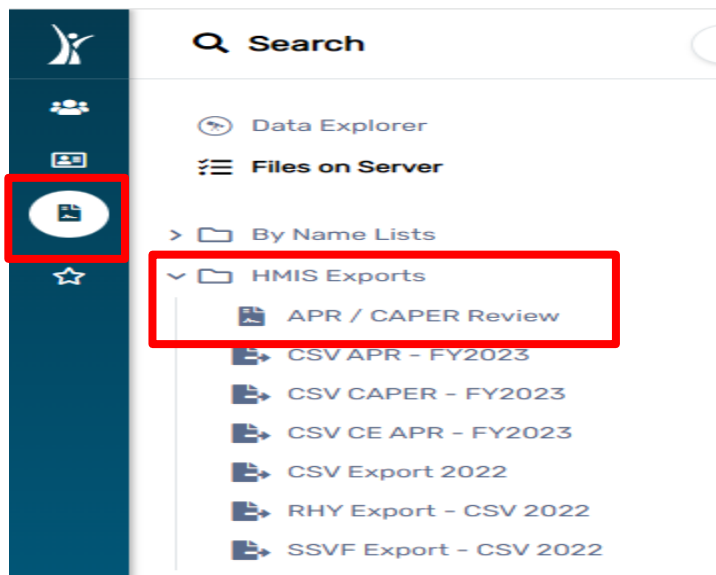 Search
Data Explorer
Files on Server
By Name Lists
HMIS Exports
APR / CAPER Review
CSV APR - FY2023
CSV CAPER - FY2023
CSV CE APR - FY2023
CSV Export 2022
RHY Export - CSV 2022
SSVF Export - CSV 2022